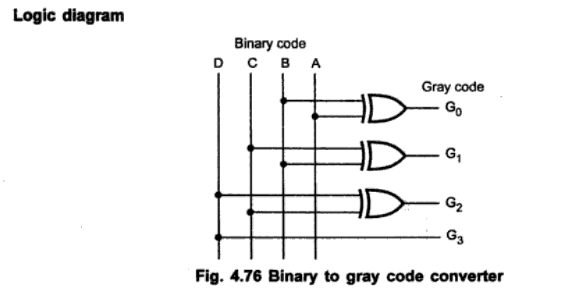 Logic diagram
Binary code
D C B A
Gray code
G0
G1
G2
G3
Fig. 4.76 Binary to gray code converter